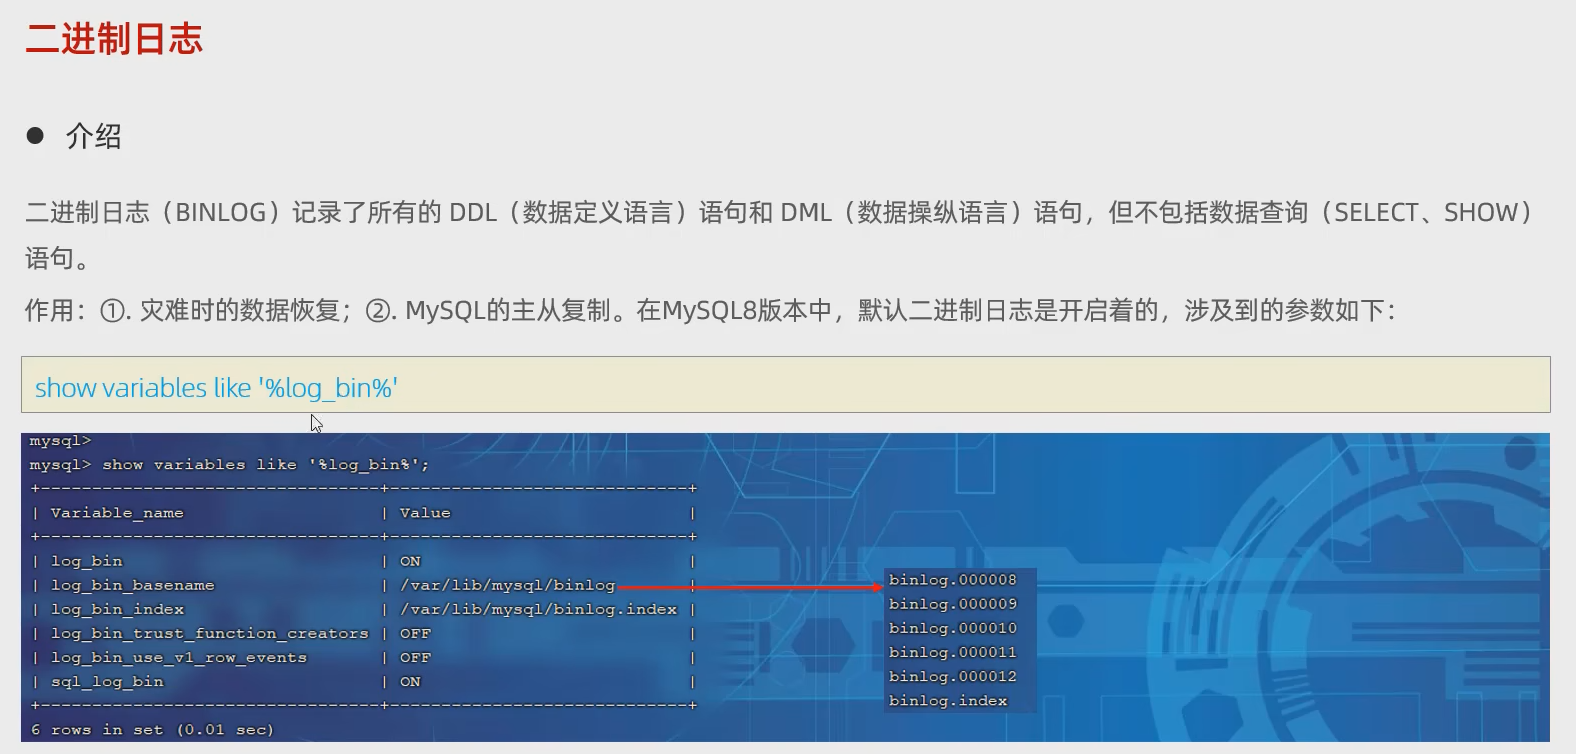 二进制日志
● 介绍
二进制日志（BINLOG）记录了所有的 DDL（数据定义语言）语句和 DML（数据操纵语言）语句，但不包括数据查询（SELECT、SHOW）
语句。
作用：①. 灾难时的数据恢复；②. MySQL的主从复制。在MySQL8版本中，默认二进制日志是开启着的，涉及到的参数如下：
show variables like '%log_bin%'
mysql>
mysql> show variables like '%log_bin%';
+---------------------------------+-----------------------------+
| Variable_name                   | Value                       |
+---------------------------------+-----------------------------+
| log_bin                         | ON                          |
| log_bin_basename                | /var/lib/mysql/binlog       |
| log_bin_index                   | /var/lib/mysql/binlog.index |
| log_bin_trust_function_creators | OFF                         |
| log_bin_use_v1_row_events       | OFF                         |
| sql_log_bin                     | ON                          |
+---------------------------------+-----------------------------+
6 rows in set (0.01 sec)
binlog.000008
binlog.000009
binlog.000010
binlog.000011
binlog.000012
binlog.index